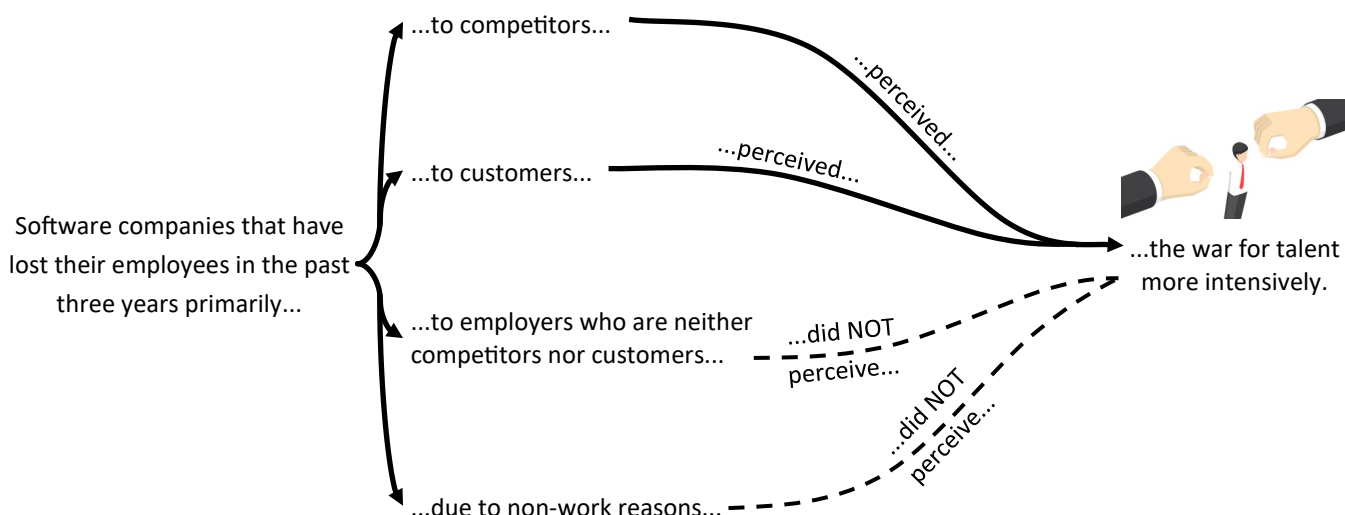 ...to competitors...
...perceived...
...to customers...
...perceived...
Software companies that have
lost their employees in the past
three years primarily...
...the war for talent
more intensively.
...to employers who are neither
competitors nor customers...
...did NOT
perceive...
...did NOT
perceive...
...due to non-work reasons...